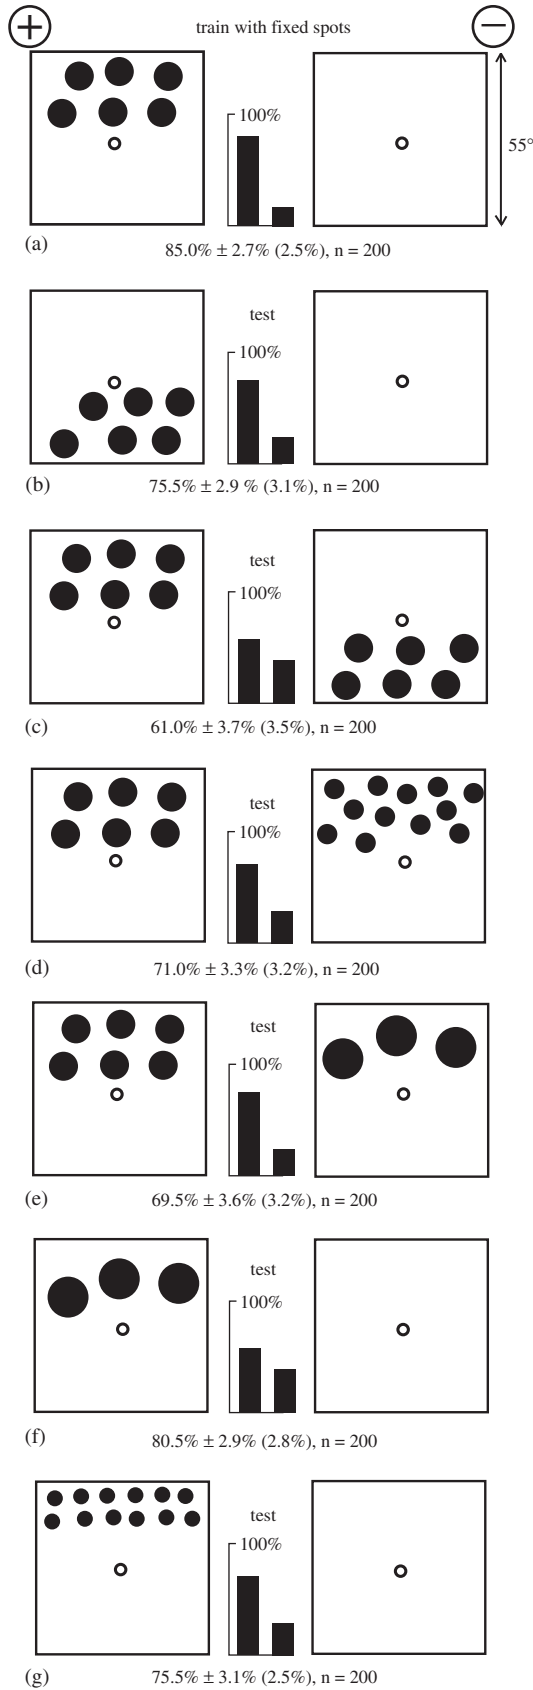 + train with fixed spots −
100%
55°
(a)
85.0% ± 2.7% (2.5%), n = 200
test
100%
(b)
75.5% ± 2.9 % (3.1%), n = 200
test
100%
(c)
61.0% ± 3.7% (3.5%), n = 200
test
100%
(d)
71.0% ± 3.3% (3.2%), n = 200
test
100%
(e)
69.5% ± 3.6% (3.2%), n = 200
test
100%
(f)
80.5% ± 2.9% (2.8%), n = 200
test
100%
(g)
75.5% ± 3.1% (2.5%), n = 200